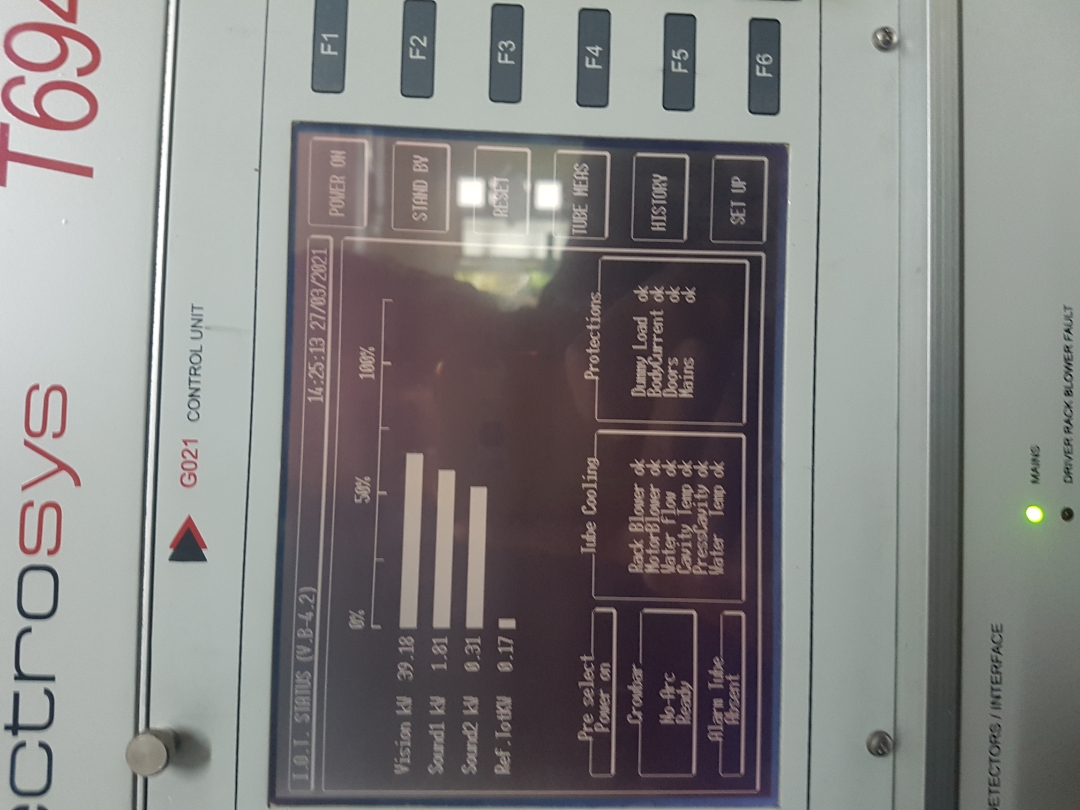 ectrosys
T694
G021 CONTROL UNIT
I.O.T. STATUS (V.B-4.2)
14:25:13 27/03/2021
0% 50% 100%
Vision kW 39.18
Sound1 kW 1.81
Sound2 kW 0.31
Ref.TotKW 0.17
Pre select
Power on
Crowbar
No-Arc
Ready
Alarm Tube
Absent
Tube Cooling
Rack Blower ok
MotorBlower ok
Water Flow ok
Cavity Temp ok
PressCavity ok
Water Temp ok
Protections
Dummy Load ok
BodyCurrent ok
Doors ok
Mains ok
POWER ON
STAND BY
RESET
TUBE MEAS
HISTORY
SET UP
F1
F2
F3
F4
F5
F6
DETECTORS / INTERFACE
MAINS
DRIVER RACK BLOWER FAULT